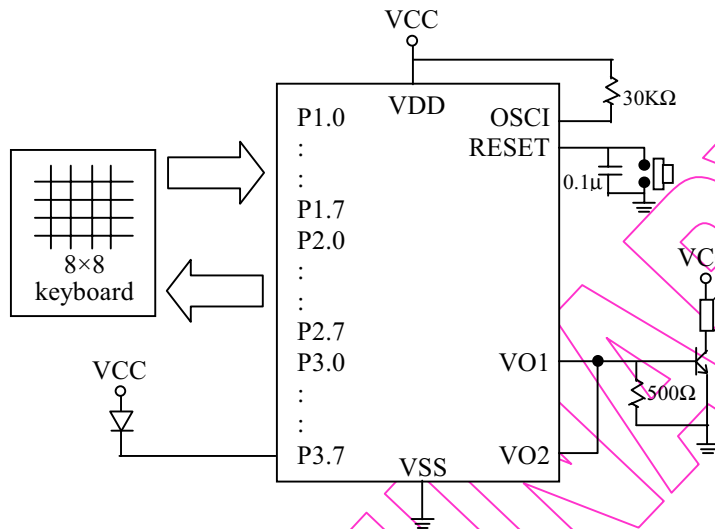 VCC
VDD
P1.0
:
:
P1.7
P2.0
:
:
P2.7
P3.0
:
:
P3.7
OSCI
RESET
VO1
VO2
VSS
30KΩ
0.1μ
8×8
keyboard
VCC
VC
500Ω